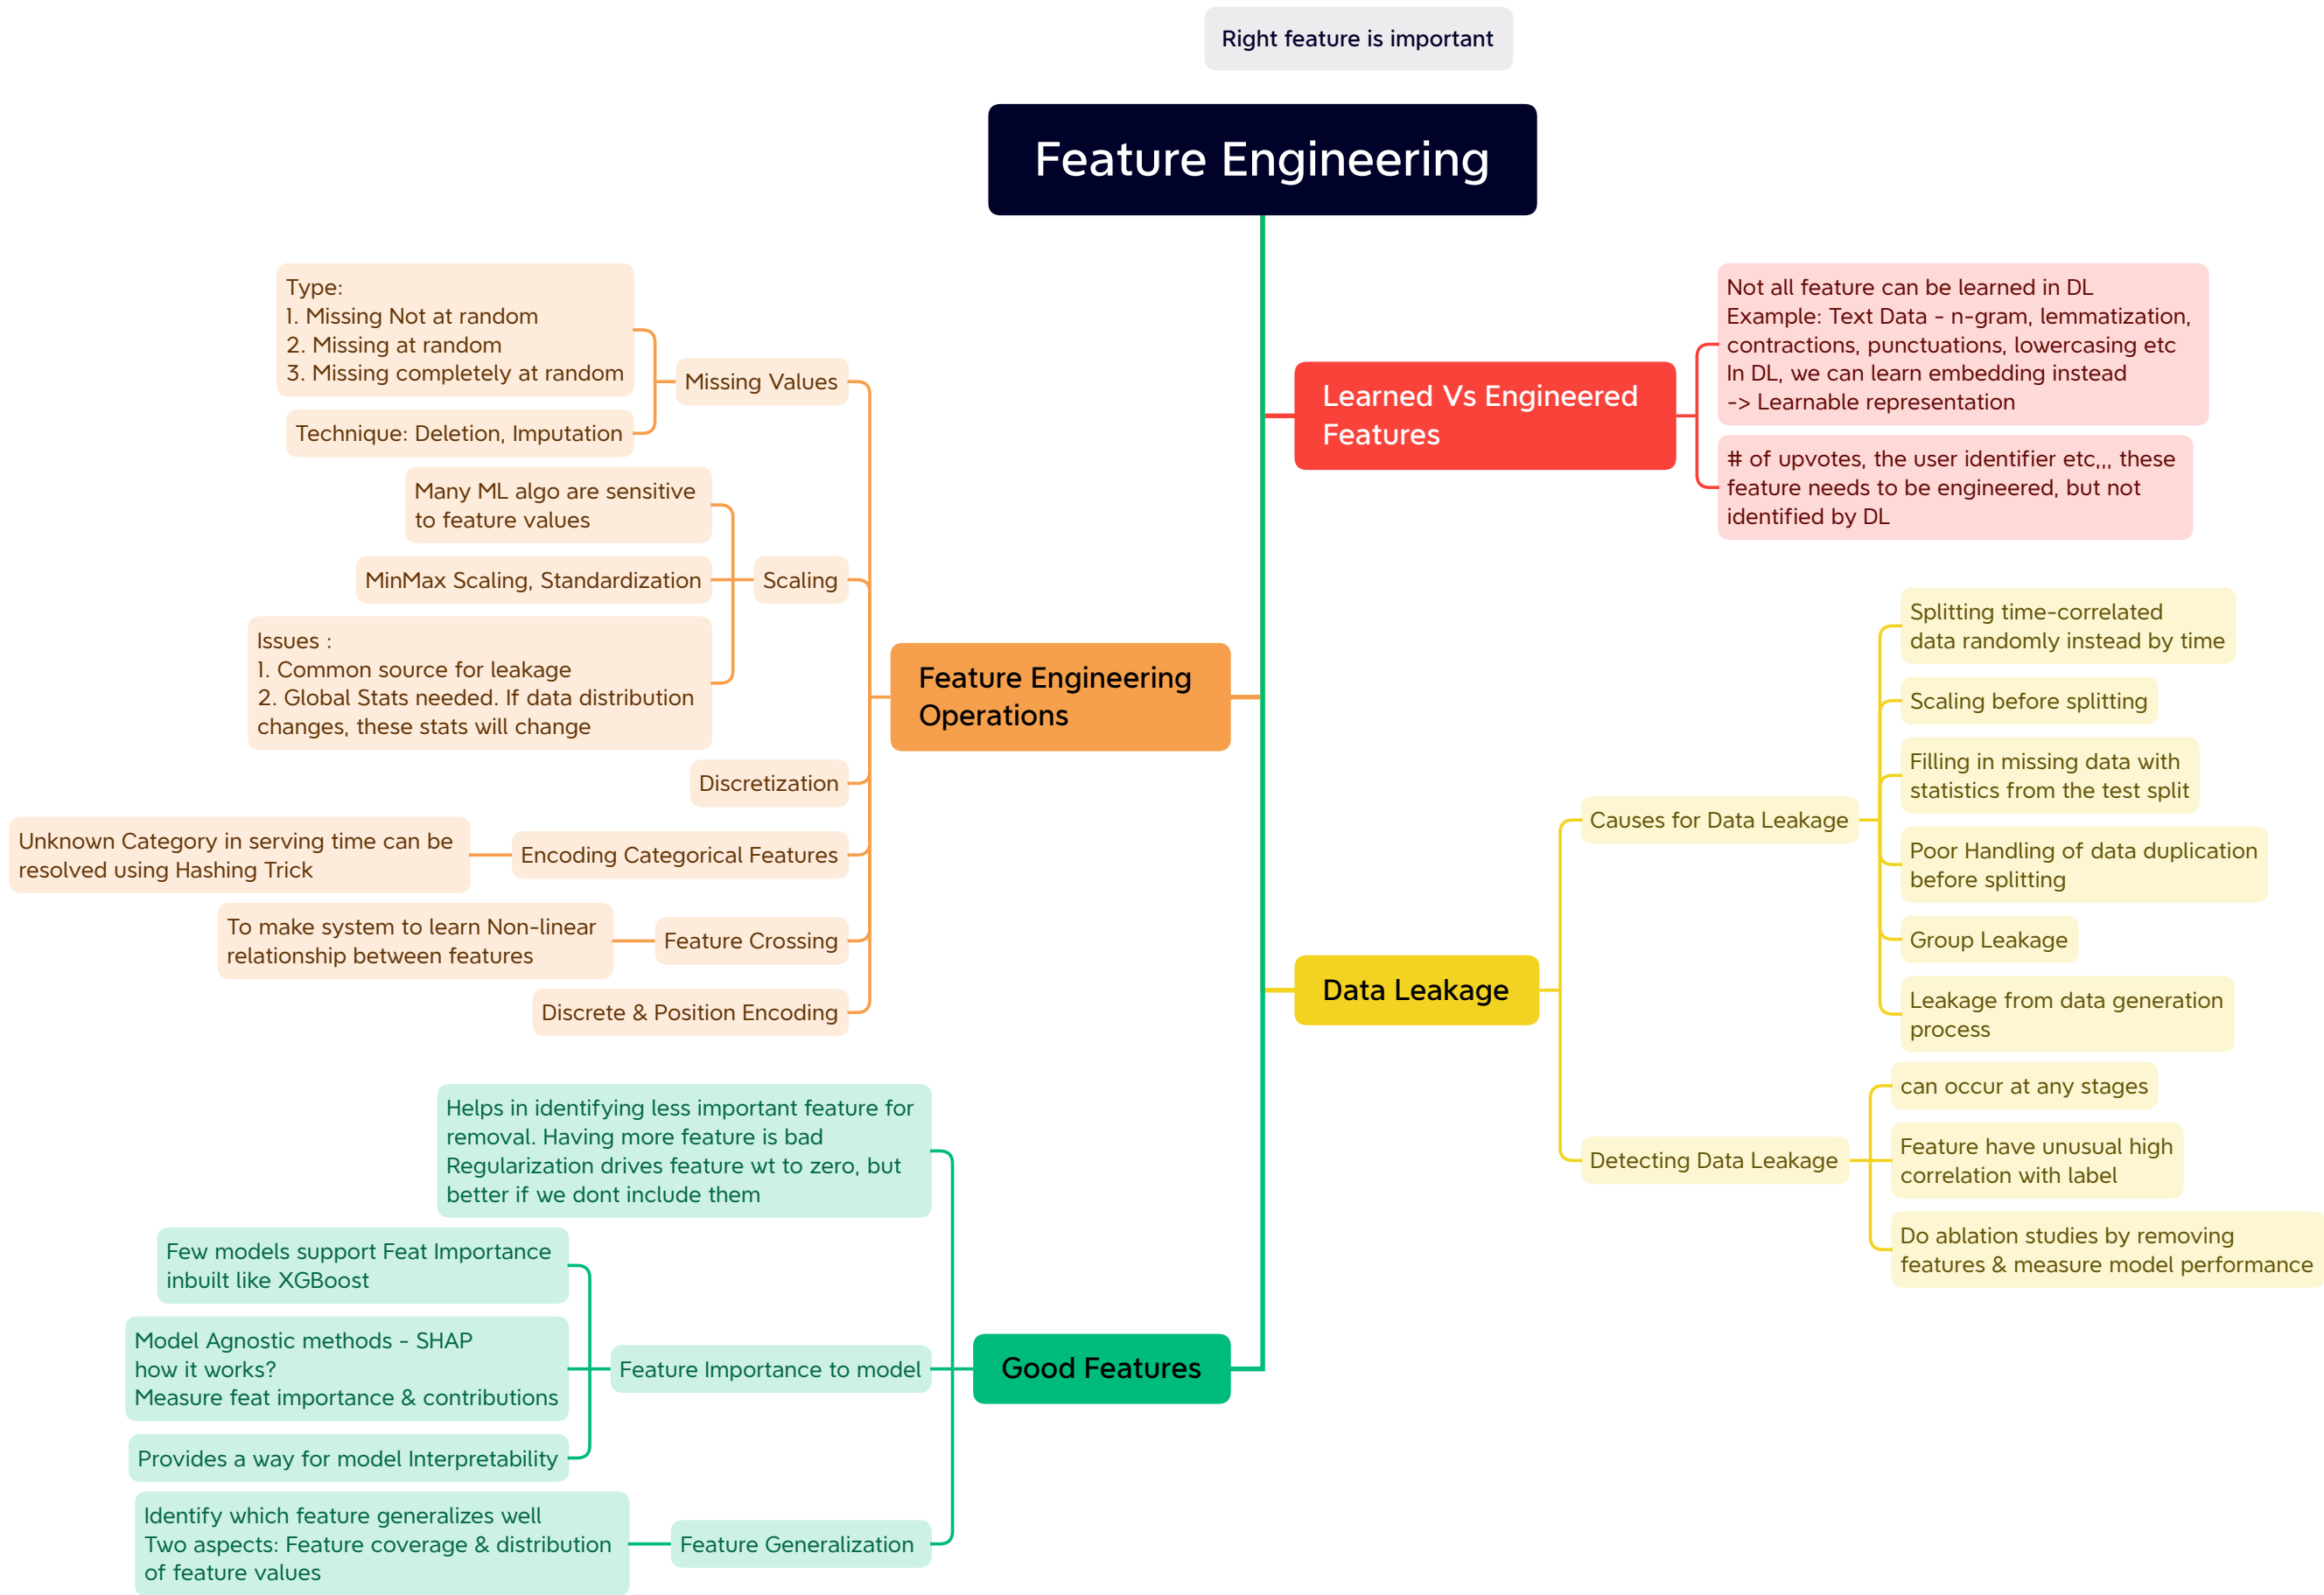 Right feature is important
Feature Engineering
Type:
1. Missing Not at random
2. Missing at random
3. Missing completely at random
Missing Values
Technique: Deletion, Imputation
Many ML algo are sensitive
to feature values
MinMax Scaling, Standardization
Scaling
Issues :
1. Common source for leakage
2. Global Stats needed. If data distribution
changes, these stats will change
Feature Engineering
Operations
Discretization
Unknown Category in serving time can be
resolved using Hashing Trick
Encoding Categorical Features
To make system to learn Non-linear
relationship between features
Feature Crossing
Discrete & Position Encoding
Learned Vs Engineered
Features
Not all feature can be learned in DL
Example: Text Data - n-gram, lemmatization,
contractions, punctuations, lowercasing etc
In DL, we can learn embedding instead
-> Learnable representation
# of upvotes, the user identifier etc,,, these
feature needs to be engineered, but not
identified by DL
Data Leakage
Causes for Data Leakage
Splitting time-correlated
data randomly instead by time
Scaling before splitting
Filling in missing data with
statistics from the test split
Poor Handling of data duplication
before splitting
Group Leakage
Leakage from data generation
process
Detecting Data Leakage
can occur at any stages
Feature have unusual high
correlation with label
Do ablation studies by removing
features & measure model performance
Good Features
Helps in identifying less important feature for
removal. Having more feature is bad
Regularization drives feature wt to zero, but
better if we dont include them
Feature Importance to model
Few models support Feat Importance
inbuilt like XGBoost
Model Agnostic methods - SHAP
how it works?
Measure feat importance & contributions
Provides a way for model Interpretability
Feature Generalization
Identify which feature generalizes well
Two aspects: Feature coverage & distribution
of feature values